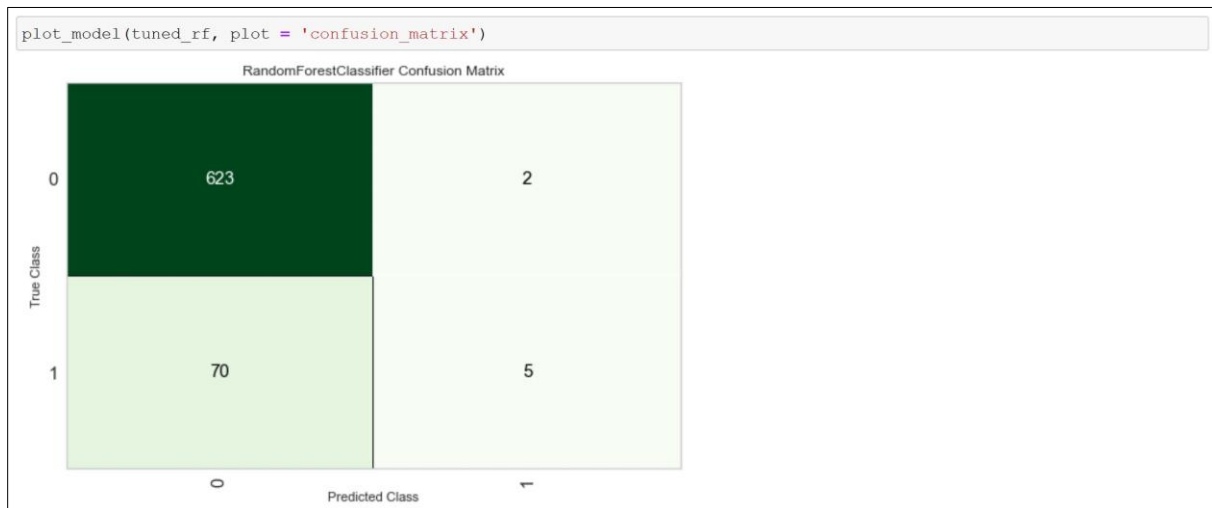 plot_model(tuned_rf, plot = 'confusion_matrix')
RandomForestClassifier Confusion Matrix
0 623 2
True Class
1 70 5
0 1
Predicted Class